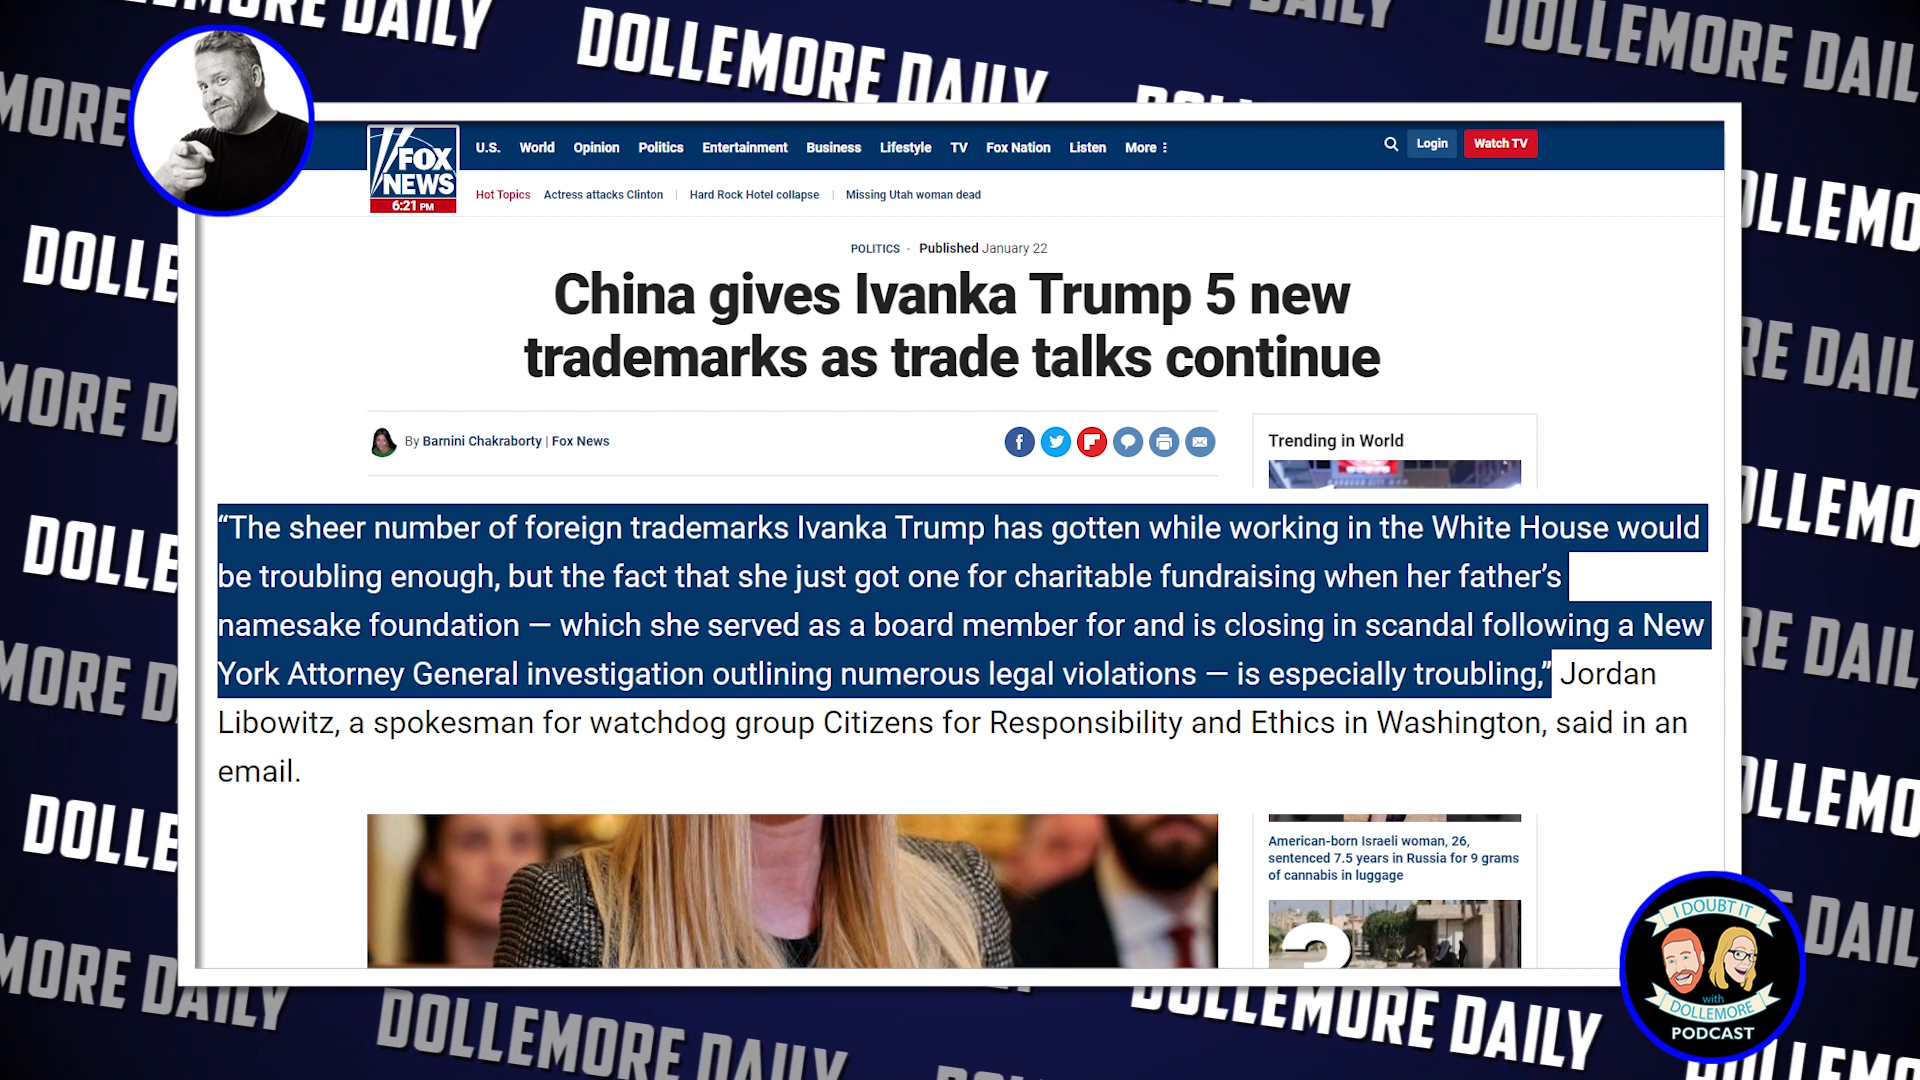 DOLLEMORE DAILY
DOLLEMORE DAILY
FOX
NEWS
6:21 PM
U.S. World Opinion Politics Entertainment Business Lifestyle TV Fox Nation Listen More
Login
Watch TV
Hot Topics Actress attacks Clinton | Hard Rock Hotel collapse | Missing Utah woman dead
POLITICS · Published January 22
China gives Ivanka Trump 5 new
trademarks as trade talks continue
By Barnini Chakraborty | Fox News
Trending in World
“The sheer number of foreign trademarks Ivanka Trump has gotten while working in the White House would
be troubling enough, but the fact that she just got one for charitable fundraising when her father’s
namesake foundation — which she served as a board member for and is closing in scandal following a New
York Attorney General investigation outlining numerous legal violations — is especially troubling,” Jordan
Libowitz, a spokesman for watchdog group Citizens for Responsibility and Ethics in Washington, said in an
email.
American-born Israeli woman, 26,
sentenced 7.5 years in Russia for 9 grams
of cannabis in luggage
3
I DOUBT IT
with
DOLLEMORE
PODCAST
DOLLEMORE DAILY
DOLLEMORE DAILY